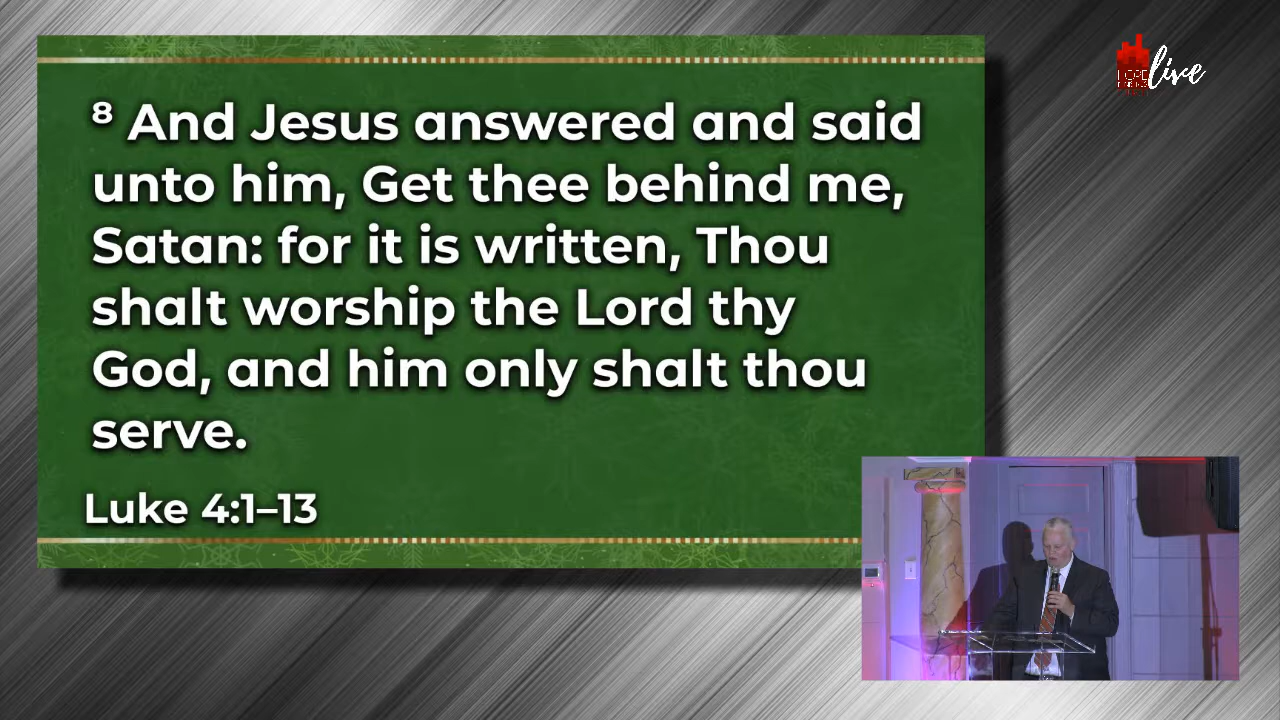 ⁸ And Jesus answered and said
unto him, Get thee behind me,
Satan: for it is written, Thou
shalt worship the Lord thy
God, and him only shalt thou
serve.
Luke 4:1–13
live